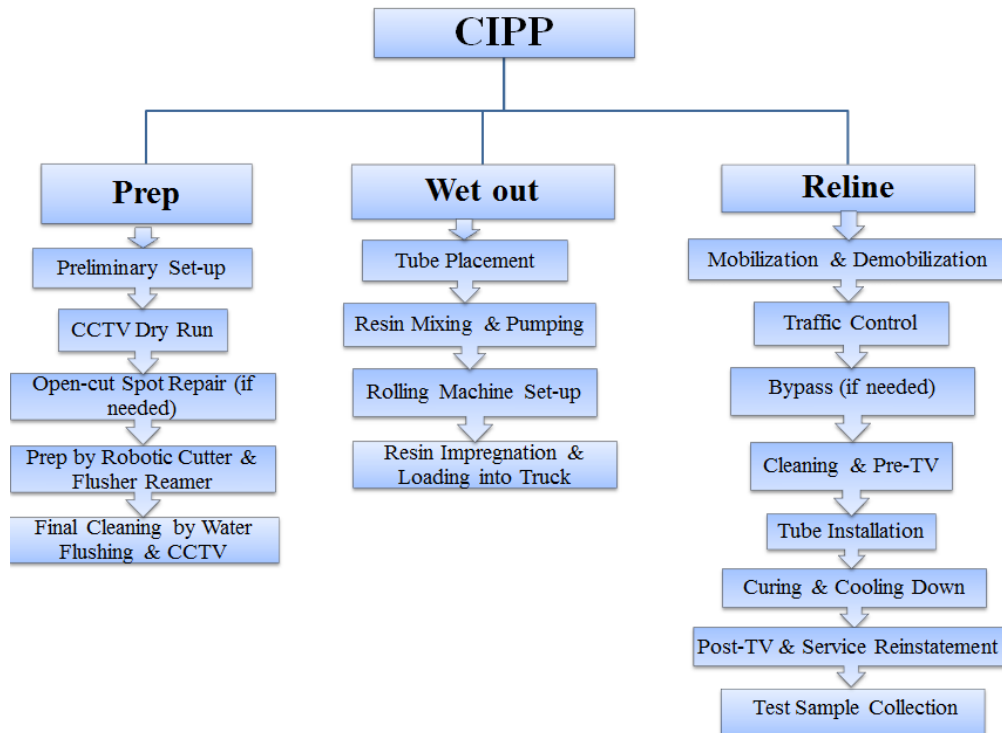 CIPP
Prep
Preliminary Set-up
CCTV Dry Run
Open-cut Spot Repair (if
needed)
Prep by Robotic Cutter &
Flusher Reamer
Final Cleaning by Water
Flushing & CCTV
Wet out
Tube Placement
Resin Mixing & Pumping
Rolling Machine Set-up
Resin Impregnation &
Loading into Truck
Reline
Mobilization & Demobilization
Traffic Control
Bypass (if needed)
Cleaning & Pre-TV
Tube Installation
Curing & Cooling Down
Post-TV & Service Reinstatement
Test Sample Collection